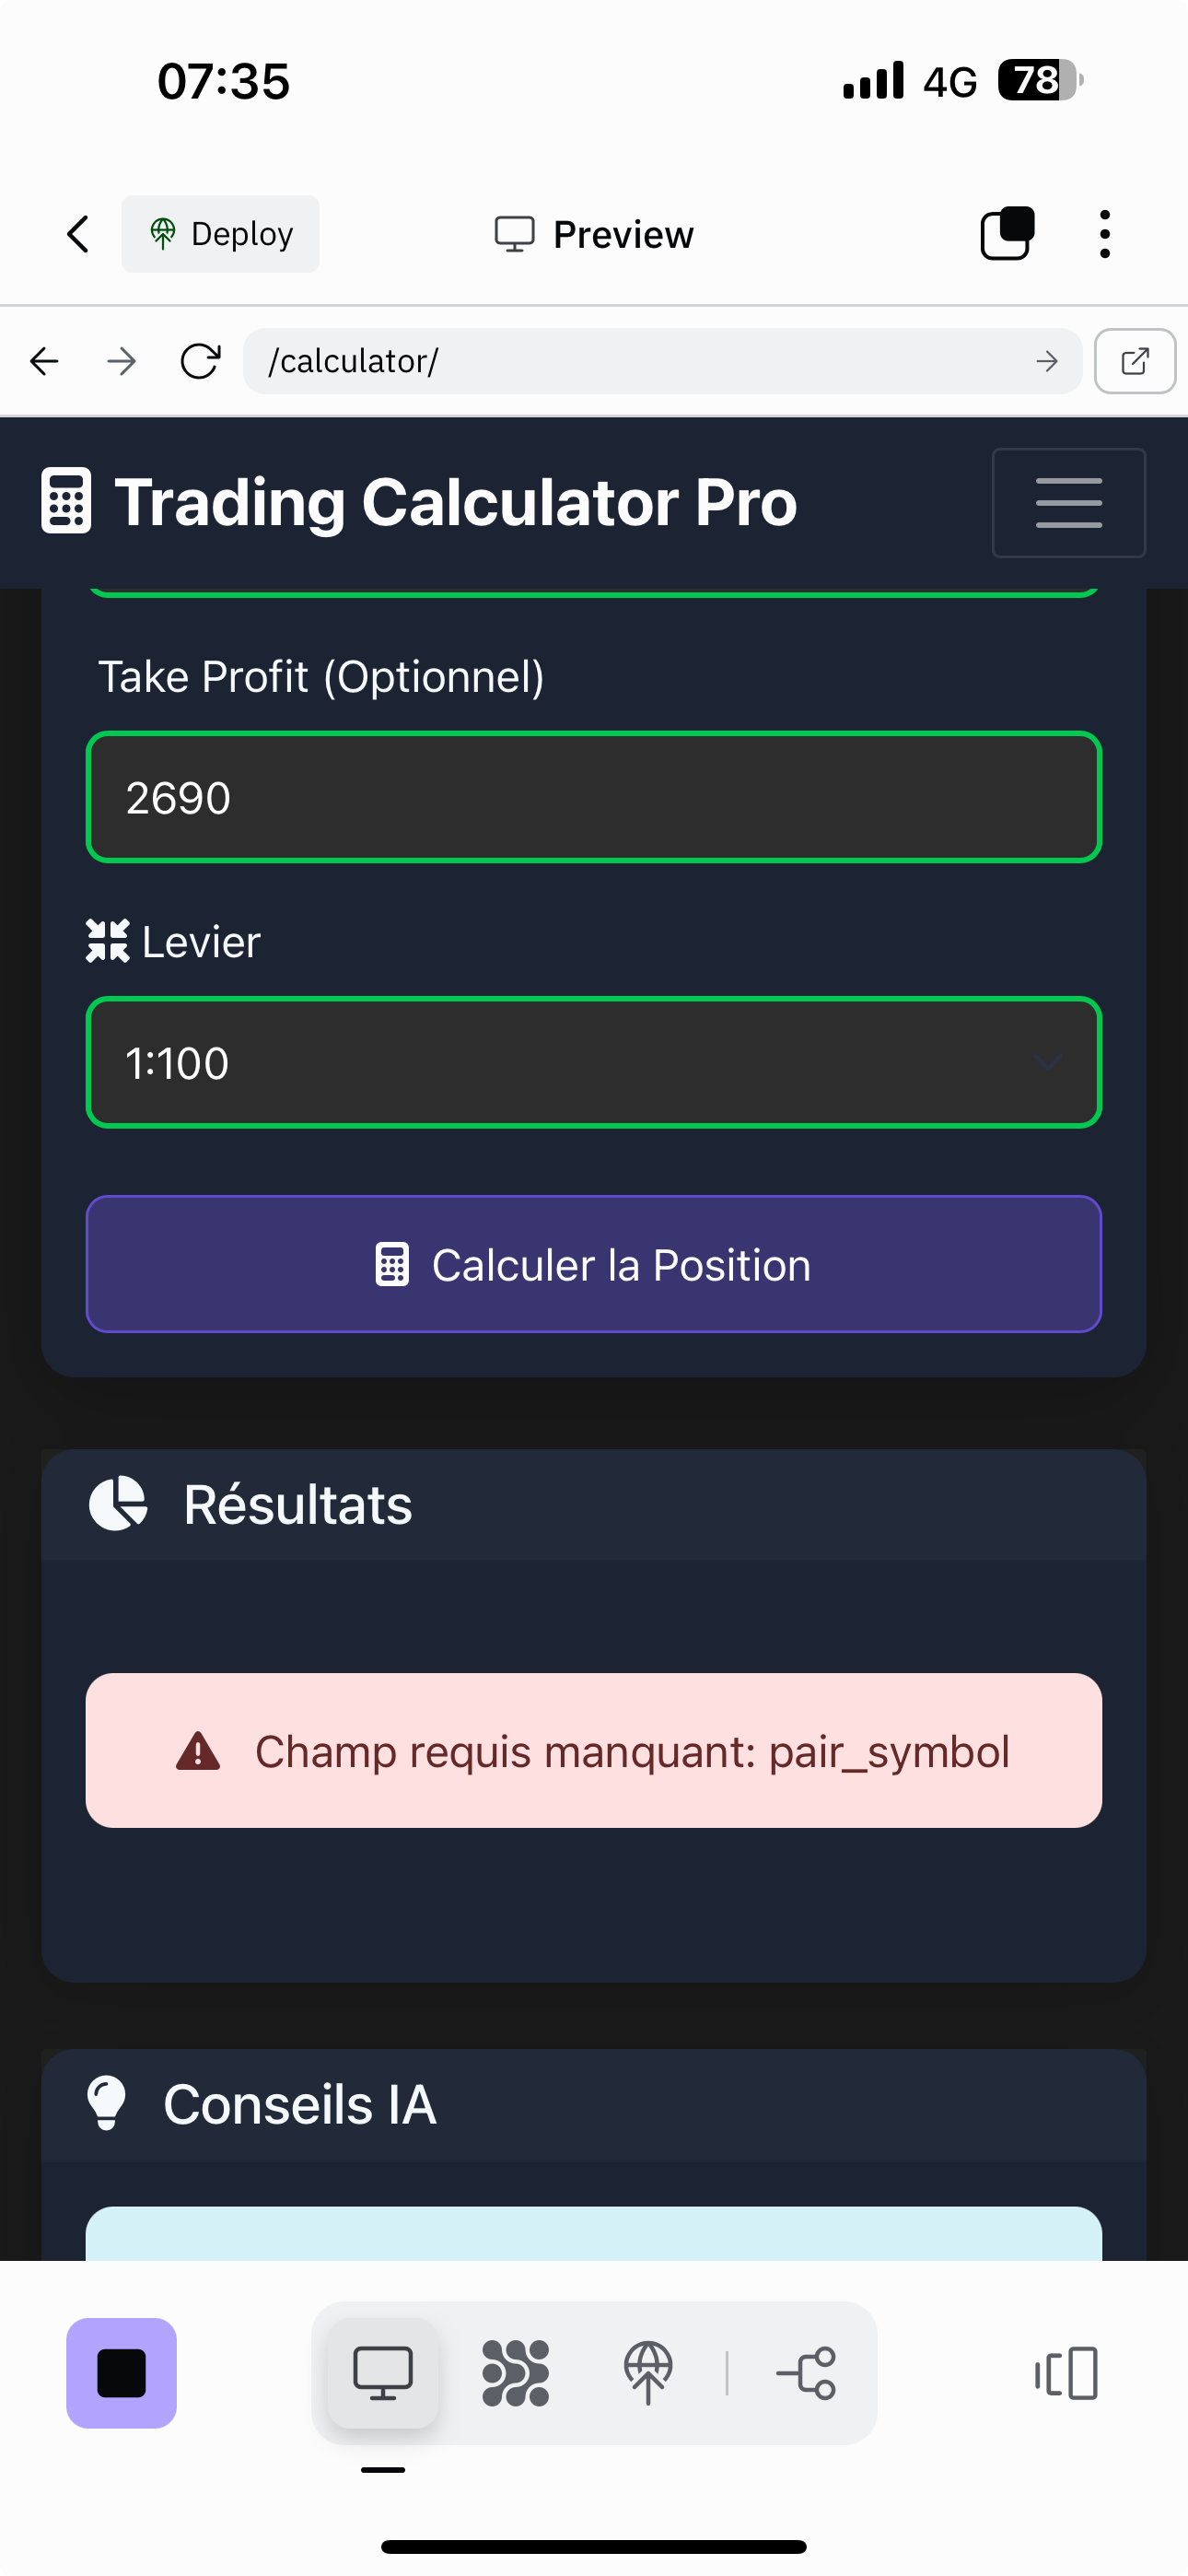 07:35
4G
78
Deploy
Preview
/calculator/
Trading Calculator Pro
Take Profit (Optionnel)
2690
Levier
1:100
Calculer la Position
Résultats
Champ requis manquant: pair_symbol
Conseils IA